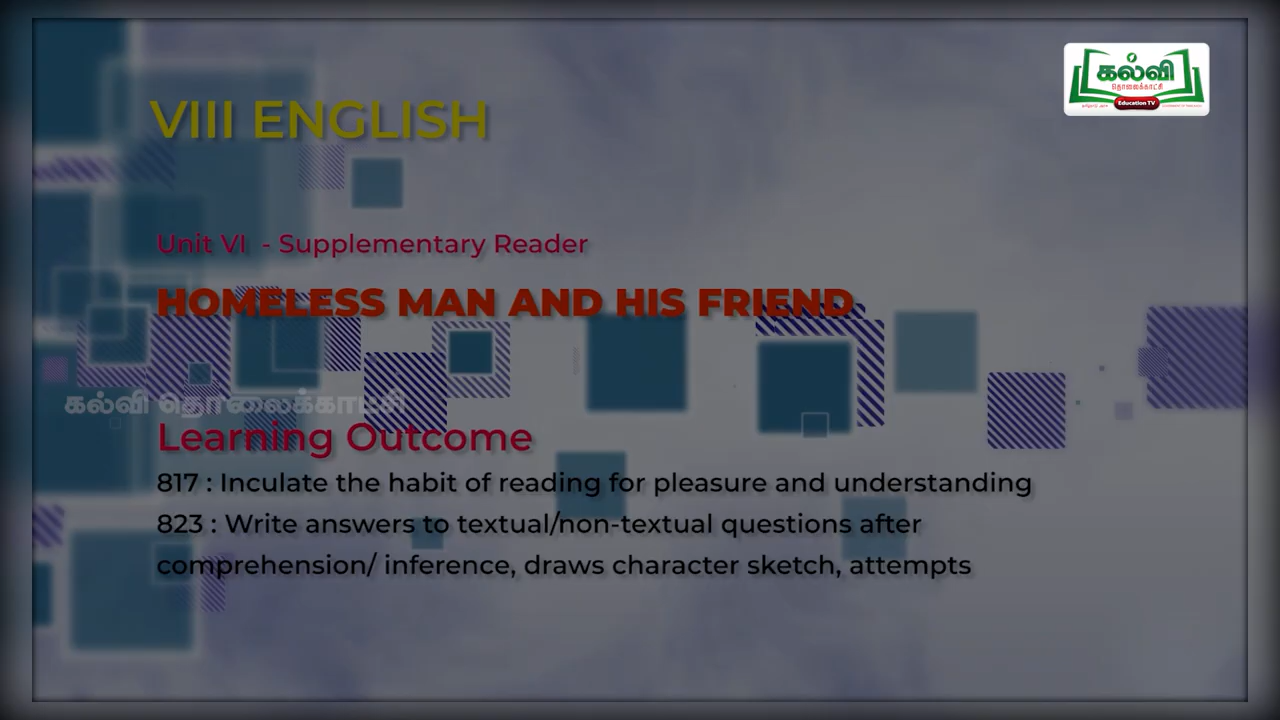 கல்வி
தொலைக்காட்சி
Education TV
VIII ENGLISH
Unit VI - Supplementary Reader
HOMELESS MAN AND HIS FRIEND
கல்வி தொலைக்காட்சி
Learning Outcome
817 : Inculate the habit of reading for pleasure and understanding
823 : Write answers to textual/non-textual questions after
comprehension/ inference, draws character sketch, attempts